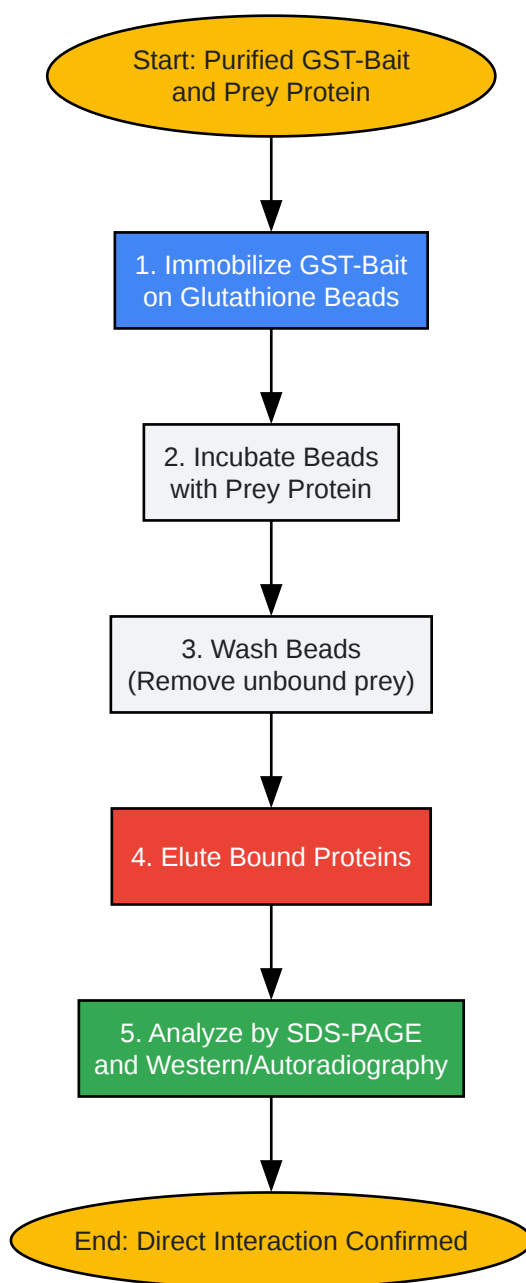 Start: Purified GST-Bait
and Prey Protein
1. Immobilize GST-Bait
on Glutathione Beads
2. Incubate Beads
with Prey Protein
3. Wash Beads
(Remove unbound prey)
4. Elute Bound Proteins
5. Analyze by SDS-PAGE
and Western/Autoradiography
End: Direct Interaction Confirmed